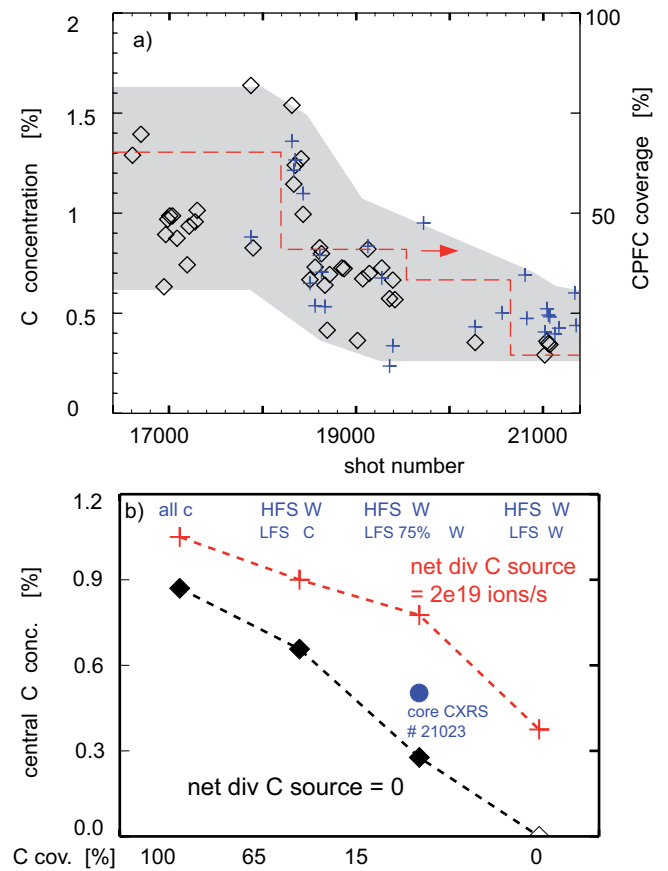 a)
2
1.5
1
0.5
0
C concentration [%]
100
50
CPFC coverage [%]
17000 19000 21000
shot number
b)
1.2
0.9
0.6
0.3
0.0
central C conc. [%]
all c HFS W HFS W HFS W
LFS C LFS 75% W LFS W
net div C source
= 2e19 ions/s
core CXRS
# 21023
net div C source = 0
C cov. [%] 100 65 15 0